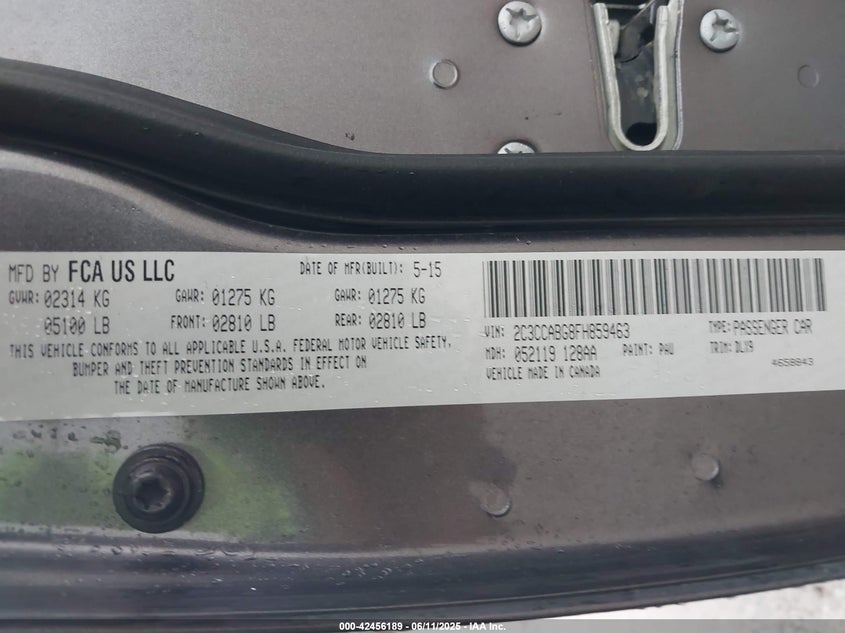 MFD BY FCA US LLC DATE OF MFR(BUILT): 5-15
GVWR: 02314 KG GAWR: 01275 KG GAWR: 01275 KG
05100 LB FRONT: 02810 LB REAR: 02810 LB
THIS VEHICLE CONFORMS TO ALL APPLICABLE U.S.A. FEDERAL MOTOR VEHICLE SAFETY,
BUMPER AND THEFT PREVENTION STANDARDS IN EFFECT ON
THE DATE OF MANUFACTURE SHOWN ABOVE.
VIN: 2C3CCABG8FH859463 TYPE: PASSENGER CAR
MDH: 052119 128AA PAINT: PAU TRIM: DLX9
VEHICLE MADE IN CANADA 4658843
000-42456189 - 06/11/2025 - IAA Inc.